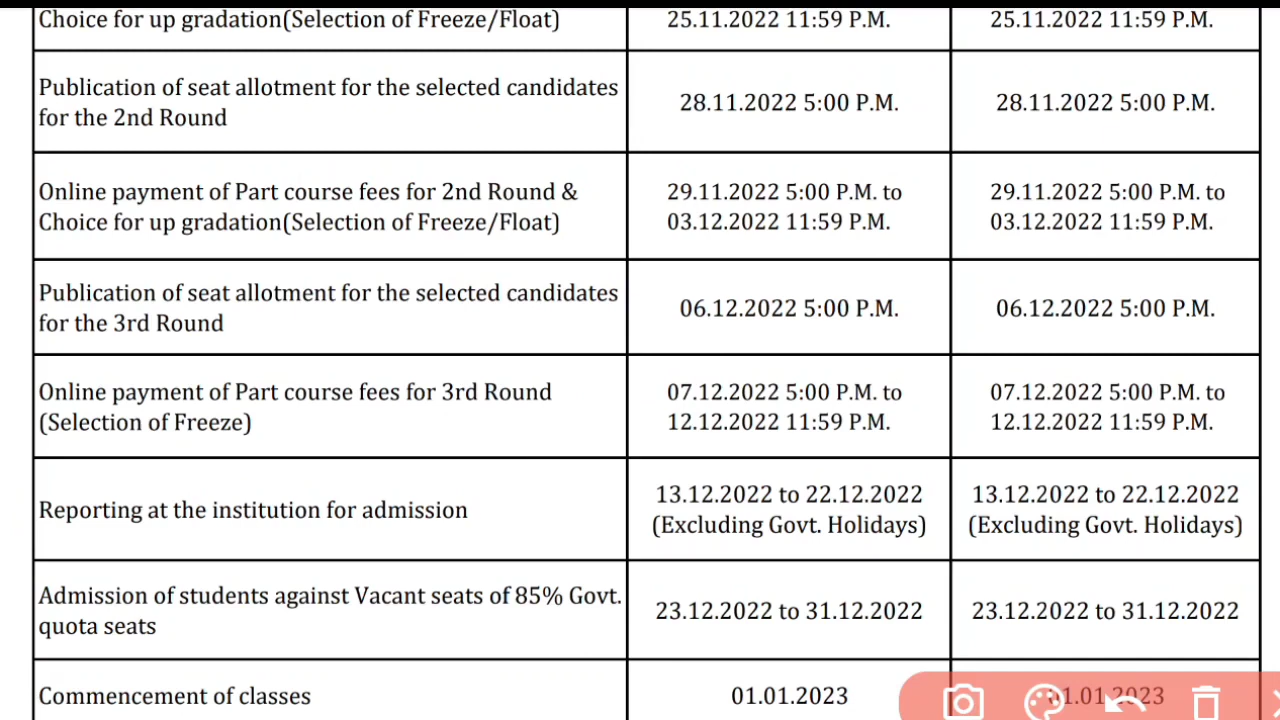 Choice for up gradation(Selection of Freeze/Float)
25.11.2022 11:59 P.M.
25.11.2022 11:59 P.M.
Publication of seat allotment for the selected candidates
for the 2nd Round
28.11.2022 5:00 P.M.
28.11.2022 5:00 P.M.
Online payment of Part course fees for 2nd Round &
Choice for up gradation(Selection of Freeze/Float)
29.11.2022 5:00 P.M. to
03.12.2022 11:59 P.M.
29.11.2022 5:00 P.M. to
03.12.2022 11:59 P.M.
Publication of seat allotment for the selected candidates
for the 3rd Round
06.12.2022 5:00 P.M.
06.12.2022 5:00 P.M.
Online payment of Part course fees for 3rd Round
(Selection of Freeze)
07.12.2022 5:00 P.M. to
12.12.2022 11:59 P.M.
07.12.2022 5:00 P.M. to
12.12.2022 11:59 P.M.
Reporting at the institution for admission
13.12.2022 to 22.12.2022
(Excluding Govt. Holidays)
13.12.2022 to 22.12.2022
(Excluding Govt. Holidays)
Admission of students against Vacant seats of 85% Govt.
quota seats
23.12.2022 to 31.12.2022
23.12.2022 to 31.12.2022
Commencement of classes
01.01.2023